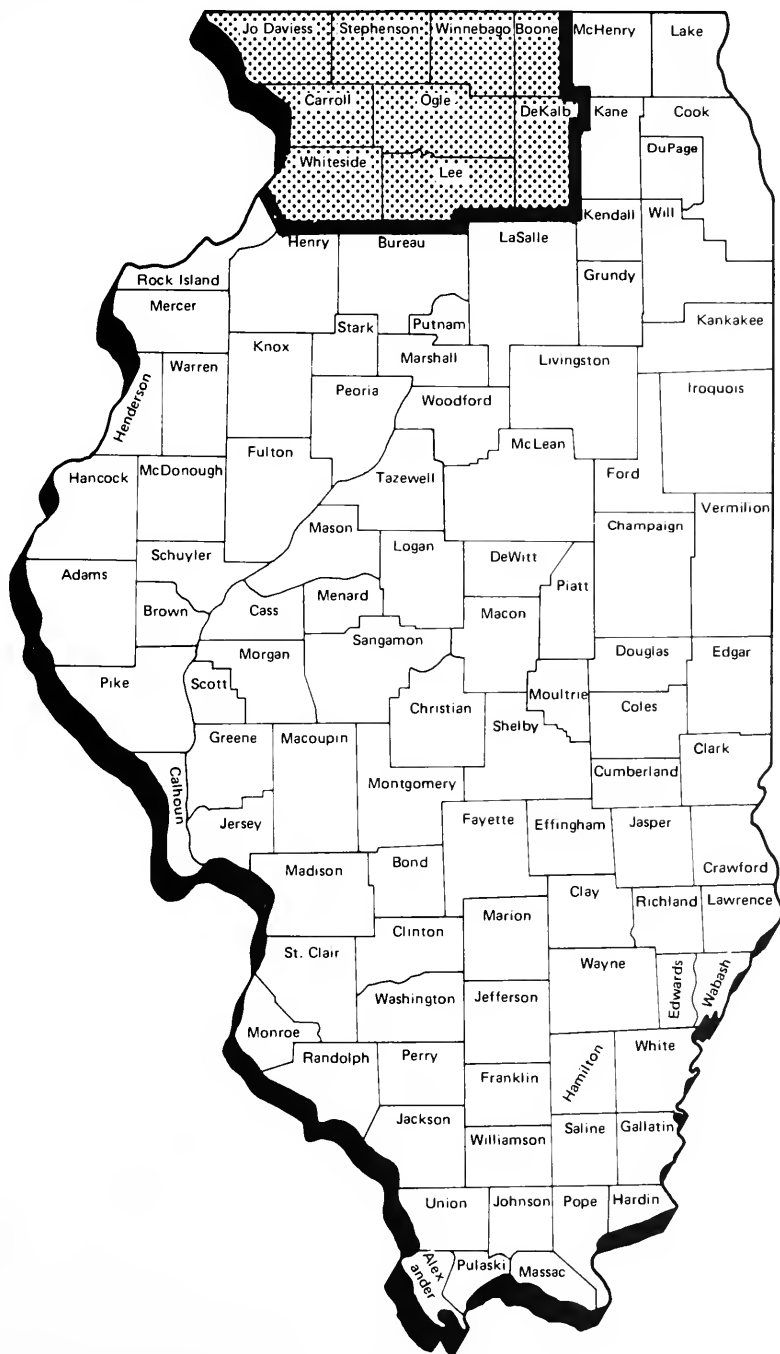 Jo Daviess
Stephenson
Winnebago
Boone
McHenry
Lake
Carroll
Ogle
DeKalb
Kane
Cook
DuPage
Whiteside
Lee
Kendall
Will
Henry
Bureau
LaSalle
Grundy
Rock Island
Mercer
Stark
Putnam
Kankakee
Knox
Marshall
Livingston
Warren
Henderson
Peoria
Woodford
Iroquois
McLean
Fulton
Hancock
McDonough
Tazewell
Ford
Vermilion
Mason
Champaign
Logan
Schuyler
DeWitt
Adams
Piatt
Menard
Brown
Cass
Macon
Sangamon
Morgan
Douglas
Edgar
Pike
Scott
Moultrie
Christian
Coles
Shelby
Greene
Macoupin
Clark
Calhoun
Montgomery
Cumberland
Jersey
Fayette
Effingham
Jasper
Madison
Bond
Crawford
Clay
Richland
Lawrence
Marion
Clinton
St. Clair
Wayne
Edwards
Wabash
Washington
Jefferson
Monroe
Randolph
Perry
Hamilton
White
Franklin
Jackson
Williamson
Saline
Gallatin
Union
Johnson
Pope
Hardin
Alex
ander
Pulaski
Massac